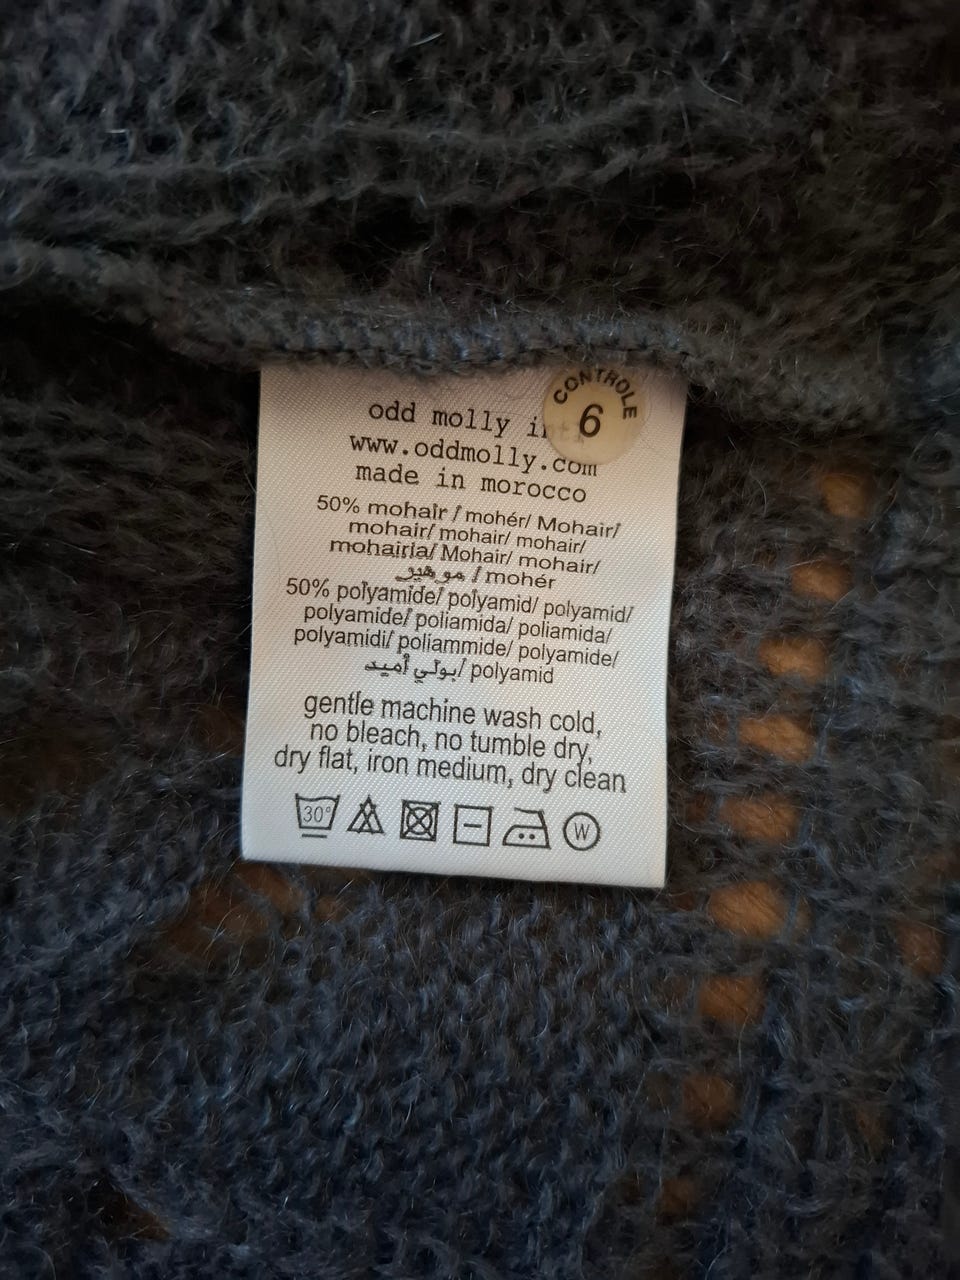 CONTROLE
6
odd molly int.
www.oddmolly.com
made in morocco
50% mohair / mohér/ Mohair/
mohair/ mohair/ mohair/
mohairia/ Mohair/ mohair/
موهير / mohér
50% polyamide/ polyamid/ polyamid/
polyamide/ poliamida/ poliamida/
polyamidi/ poliammide/ polyamide/
بولي أميد/ polyamid
gentle machine wash cold,
no bleach, no tumble dry,
dry flat, iron medium, dry clean
30°
W